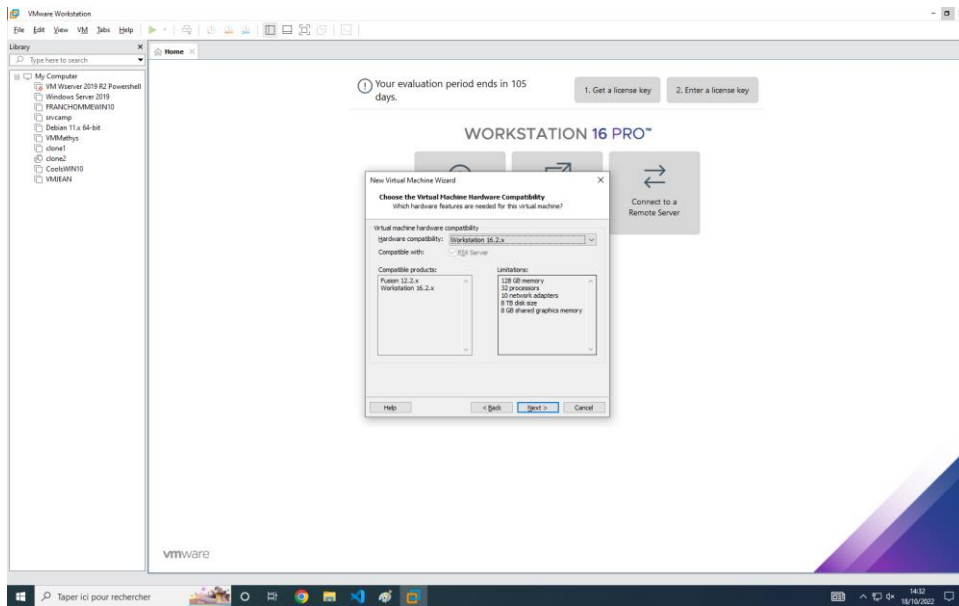 VMware Workstation
File Edit View VM Tabs Help
Library
Type here to search
My Computer
VM Wserver 2019 R2 Powershell
Windows Server 2019
FRANCHOMMEWIN10
srvcamp
Debian 11.x 64-bit
VMMathys
clone1
clone2
CoolsWIN10
VMJEAN
Home
Your evaluation period ends in 105
days.
1. Get a license key
2. Enter a license key
WORKSTATION 16 PRO™
Connect to a
Remote Server
New Virtual Machine Wizard
Choose the Virtual Machine Hardware Compatibility
Which hardware features are needed for this virtual machine?
Virtual machine hardware compatibility
Hardware compatibility: Workstation 16.2.x
Compatible with: ESX Server
Compatible products:
Fusion 12.2.x
Workstation 16.2.x
Limitations:
128 GB memory
32 processors
10 network adapters
8 TB disk size
8 GB shared graphics memory
Help
< Back
Next >
Cancel
vmware
Taper ici pour rechercher
14:32
18/10/2022